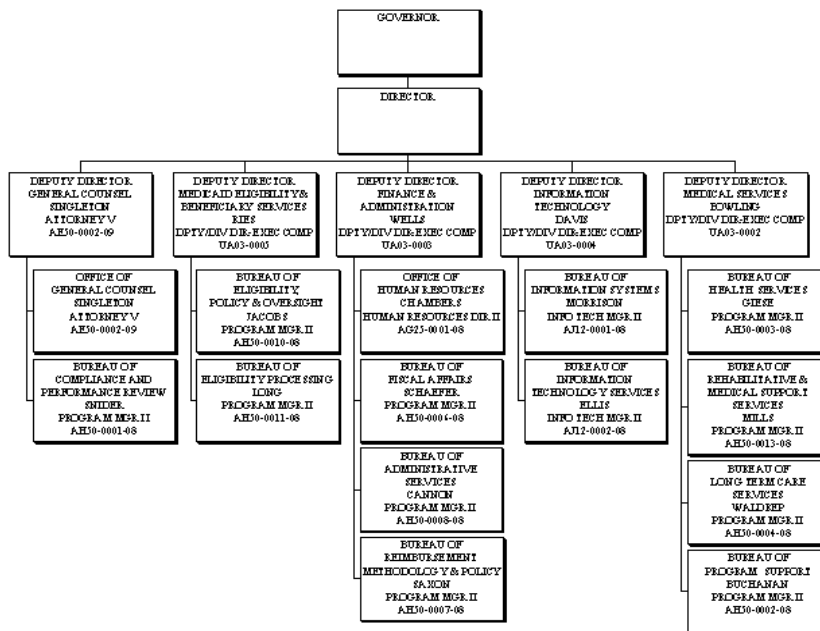 GOVERNOR
DIRECTOR
DEPUTY DIRECTOR
GENERAL COUNSEL
SINGLETON
ATTORNEY V
AE50-0002-09
DEPUTY DIRECTOR
MEDICAID ELIGIBILITY &
BENEFICIARY SERVICES
RIES
DPTY/DIV DIR-EXEC COMP
UA03-0005
DEPUTY DIRECTOR
FINANCE &
ADMINISTRATION
WELLS
DPTY/DIV DIR-EXEC COMP
UA03-0003
DEPUTY DIRECTOR
INFORMATION
TECHNOLOGY
DAVIS
DPTY/DIV DIR-EXEC COMP
UA03-0004
DEPUTY DIRECTOR
MEDICAL SERVICES
BOWLING
DPTY/DIV DIR-EXEC COMP
UA03-0002
OFFICE OF
GENERAL COUNSEL
SINGLETON
ATTORNEY V
AE50-0002-09
BUREAU OF
COMPLIANCE AND
PERFORMANCE REVIEW
SNIDER
PROGRAM MGR II
AH50-0001-08
BUREAU OF
ELIGIBILITY,
POLICY & OVERSIGHT
JACOBS
PROGRAM MGR II
AH50-0010-08
BUREAU OF
ELIGIBILITY PROCESSING
LONG
PROGRAM MGR II
AH50-0011-08
OFFICE OF
HUMAN RESOURCES
CHAMBERS
HUMAN RESOURCES DIR II
AG25-0001-08
BUREAU OF
FISCAL AFFAIRS
SCHAEFER
PROGRAM MGR II
AH50-0006-08
BUREAU OF
ADMINISTRATIVE
SERVICES
CANNON
PROGRAM MGR II
AH50-0008-08
BUREAU OF
REIMBURSEMENT
METHODOLOGY & POLICY
SAXON
PROGRAM MGR II
AH50-0007-08
BUREAU OF
INFORMATION SYSTEMS
MORRISON
INFO TECH MGR II
AJ12-0001-08
BUREAU OF
INFORMATION
TECHNOLOGY SERVICES
ELLIS
INFO TECH MGR II
AJ12-0002-08
BUREAU OF
HEALTH SERVICES
GIESE
PROGRAM MGR II
AH50-0003-08
BUREAU OF
REHABILITATIVE &
MEDICAL SUPPORT
SERVICES
MILLS
PROGRAM MGR II
AH50-0013-08
BUREAU OF
LONG TERM CARE
SERVICES
WALDREP
PROGRAM MGR II
AH50-0004-08
BUREAU OF
PROGRAM SUPPORT
BUCHANAN
PROGRAM MGR II
AH50-0002-08